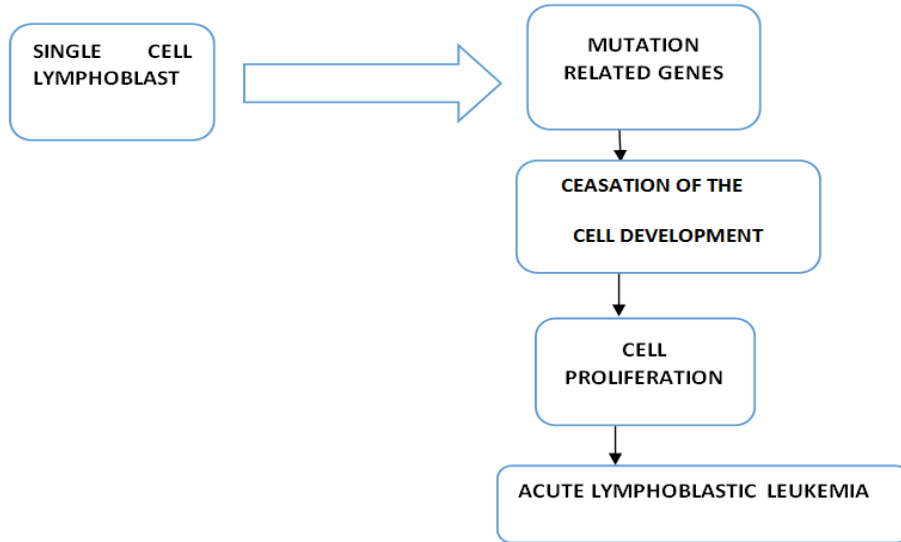 SINGLE CELL
LYMPHOBLAST
MUTATION
RELATED GENES
CEASATION OF THE
CELL DEVELOPMENT
CELL
PROLIFERATION
ACUTE LYMPHOBLASTIC LEUKEMIA